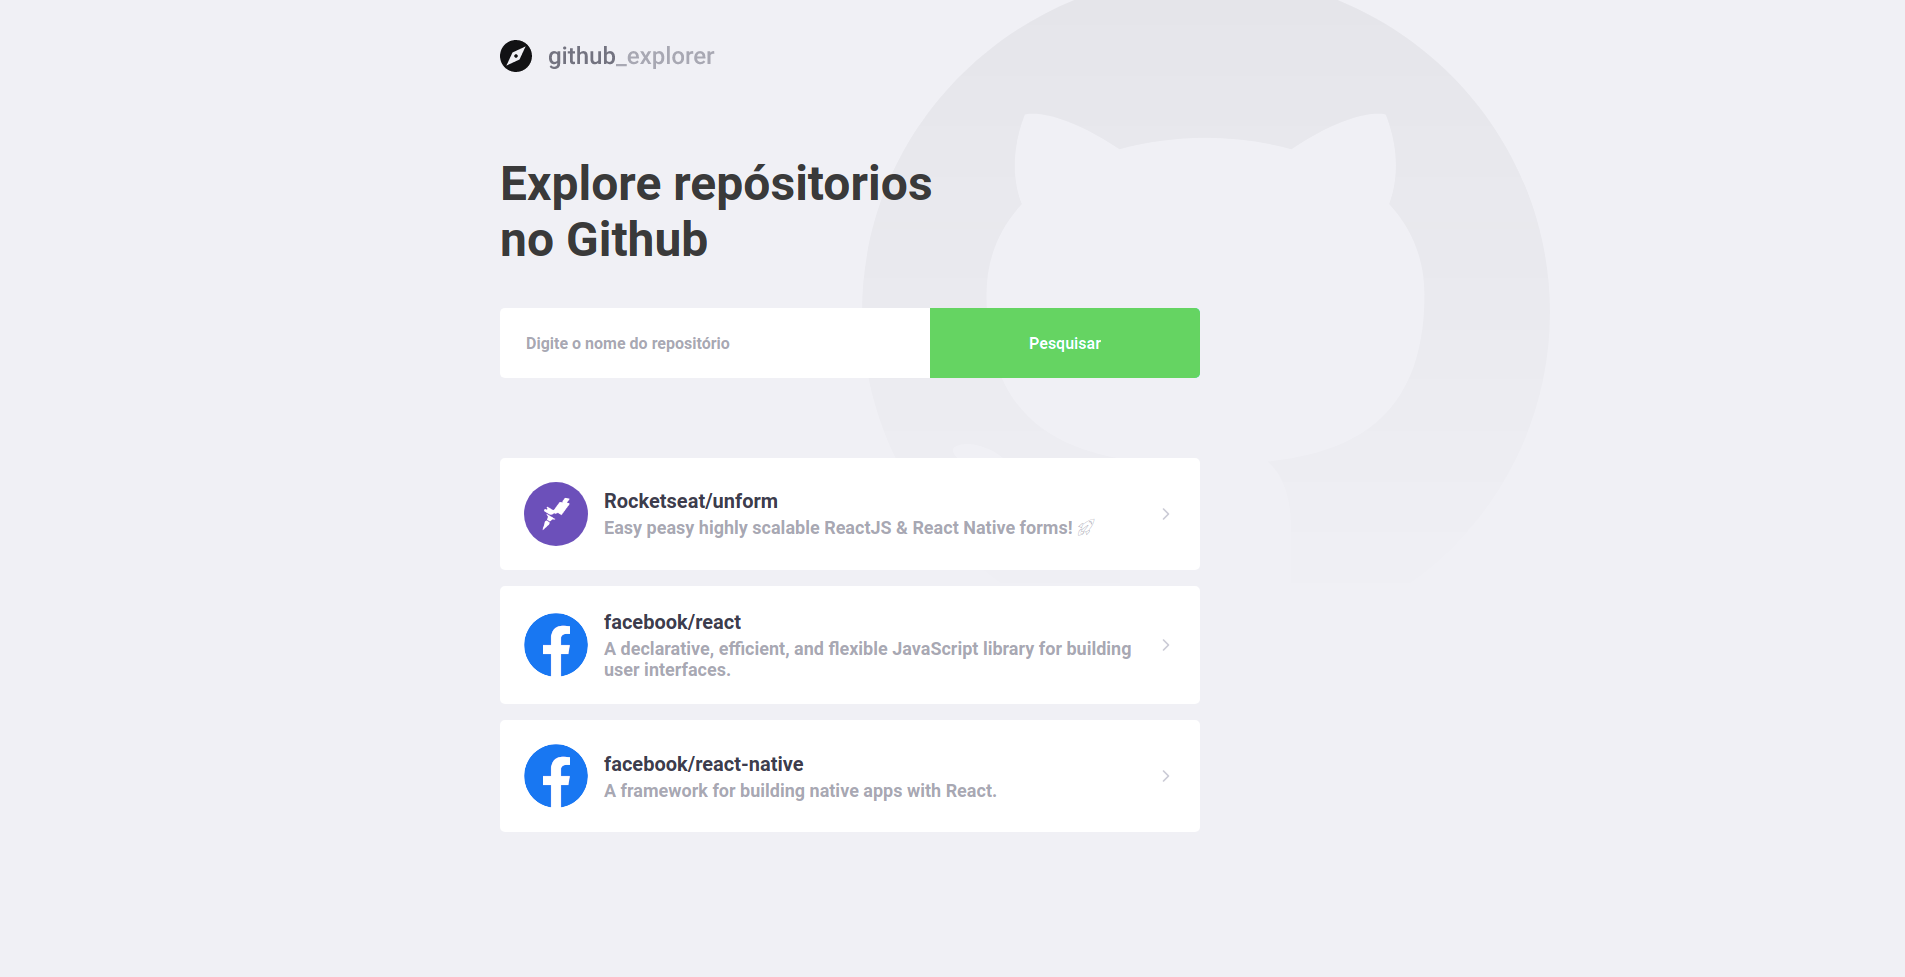 github_explorer
Explore repósitorios
no Github
Digite o nome do repositório
Pesquisar
Rocketseat/unform
Easy peasy highly scalable ReactJS & React Native forms! 🚀
facebook/react
A declarative, efficient, and flexible JavaScript library for building
user interfaces.
facebook/react-native
A framework for building native apps with React.